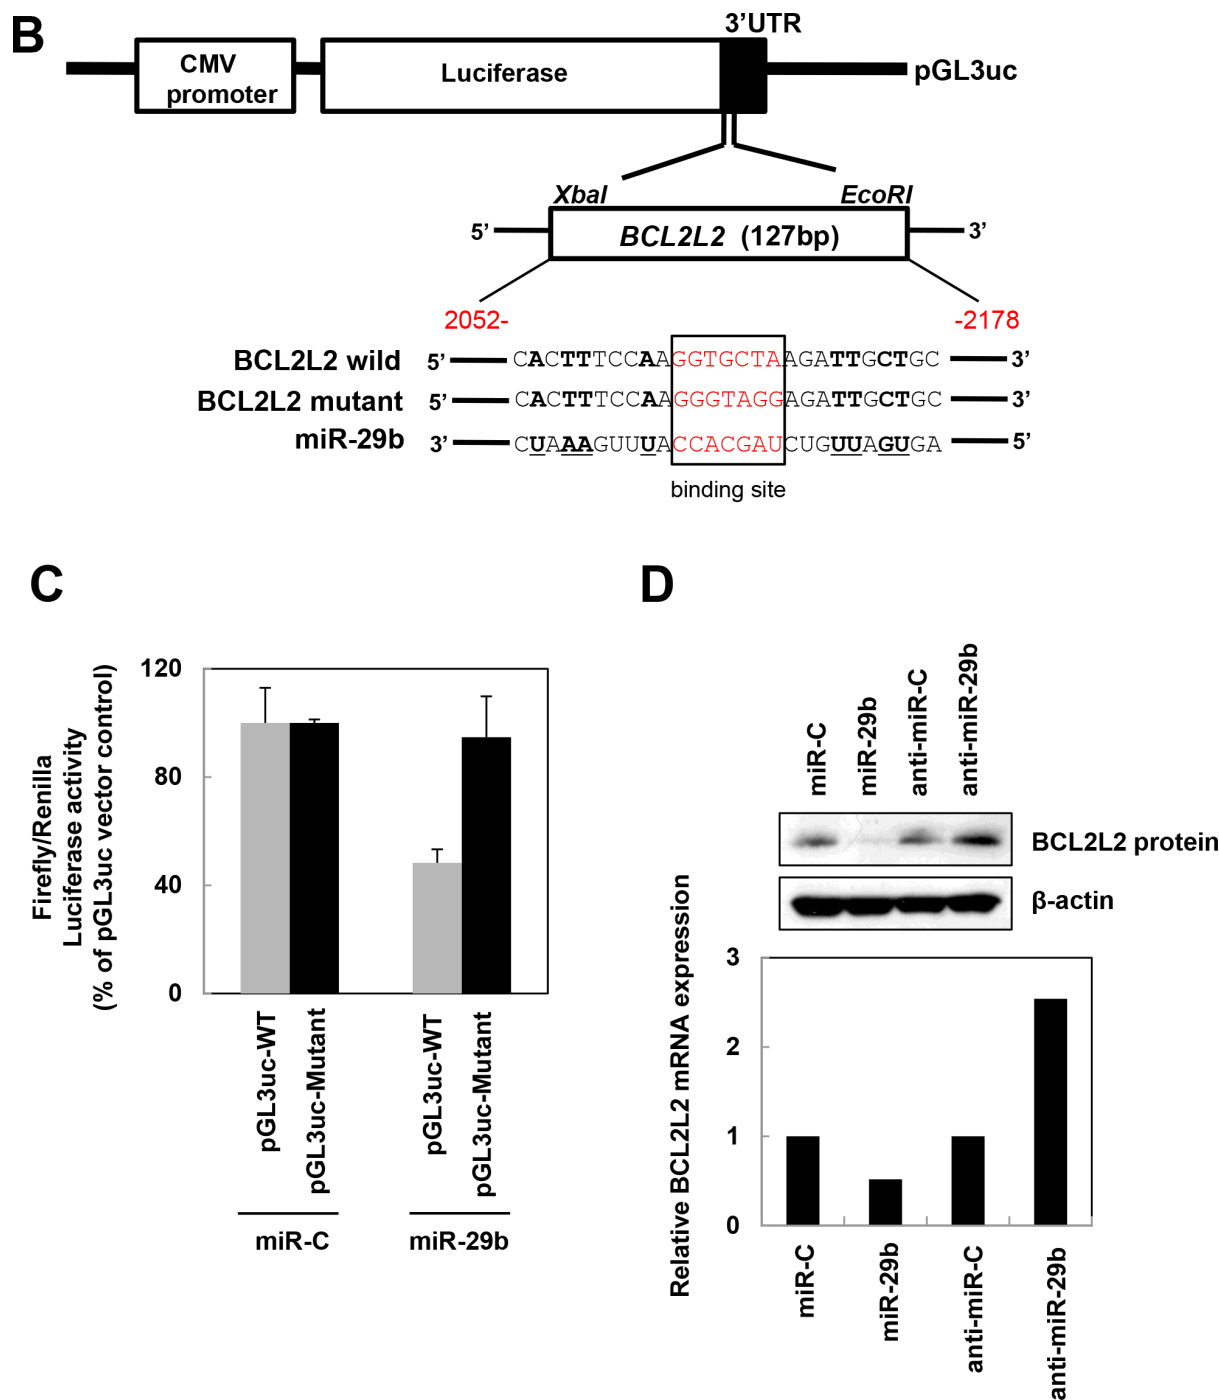 B
3’UTR
CMV
promoter
Luciferase
pGL3uc
XbaI
EcoRI
5’
BCL2L2 (127bp)
3’
2052-
-2178
BCL2L2 wild 5’ CACTTTCCAAGGTGCTAAGATTGCTGC 3’
BCL2L2 mutant 5’ CACTTTCCAAGGGTAGGAGATTGCTGC 3’
miR-29b 3’ CUAAAGUUUACCACGAUCUGUUAGUGA 5’
binding site
C
Firefly/Renilla
Luciferase activity
(% of pGL3uc vector control)
120
80
40
0
pGL3uc-WT
pGL3uc-Mutant
pGL3uc-WT
pGL3uc-Mutant
miR-C
miR-29b
D
miR-C
miR-29b
anti-miR-C
anti-miR-29b
BCL2L2 protein
β-actin
Relative BCL2L2 mRNA expression
3
2
1
0
miR-C
miR-29b
anti-miR-C
anti-miR-29b